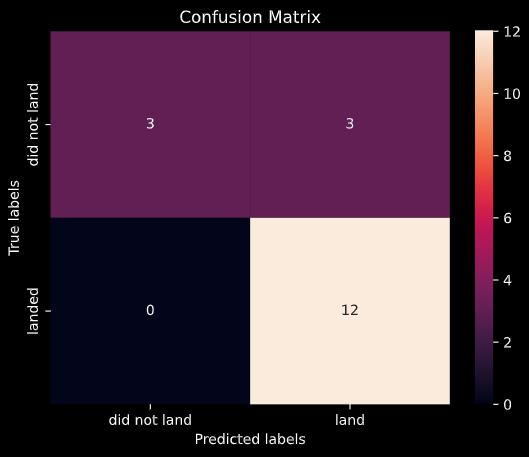 Confusion Matrix
12
10
8
6
4
2
0
True labels
did not land
landed
3
3
0
12
did not land
land
Predicted labels